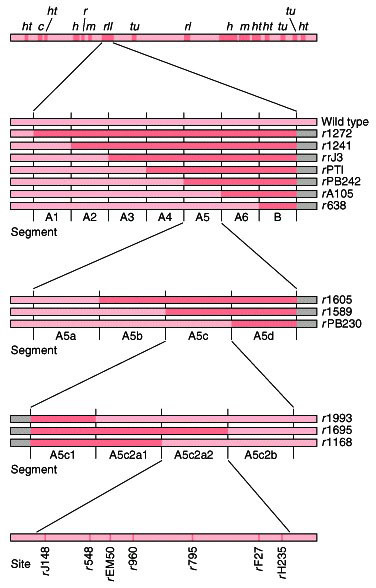 ht r tu
ht c h m rII tu rI h m ht ht tu ht
Wild type
r1272
r1241
rrJ3
rPTI
rPB242
rA105
r638
A1 A2 A3 A4 A5 A6 B
Segment
r1605
r1589
rPB230
A5a A5b A5c A5d
Segment
r1993
r1695
r1168
A5c1 A5c2a1 A5c2a2 A5c2b
Segment
Site rJ148 r548 rEM50 r960 r795 rF27 rH235